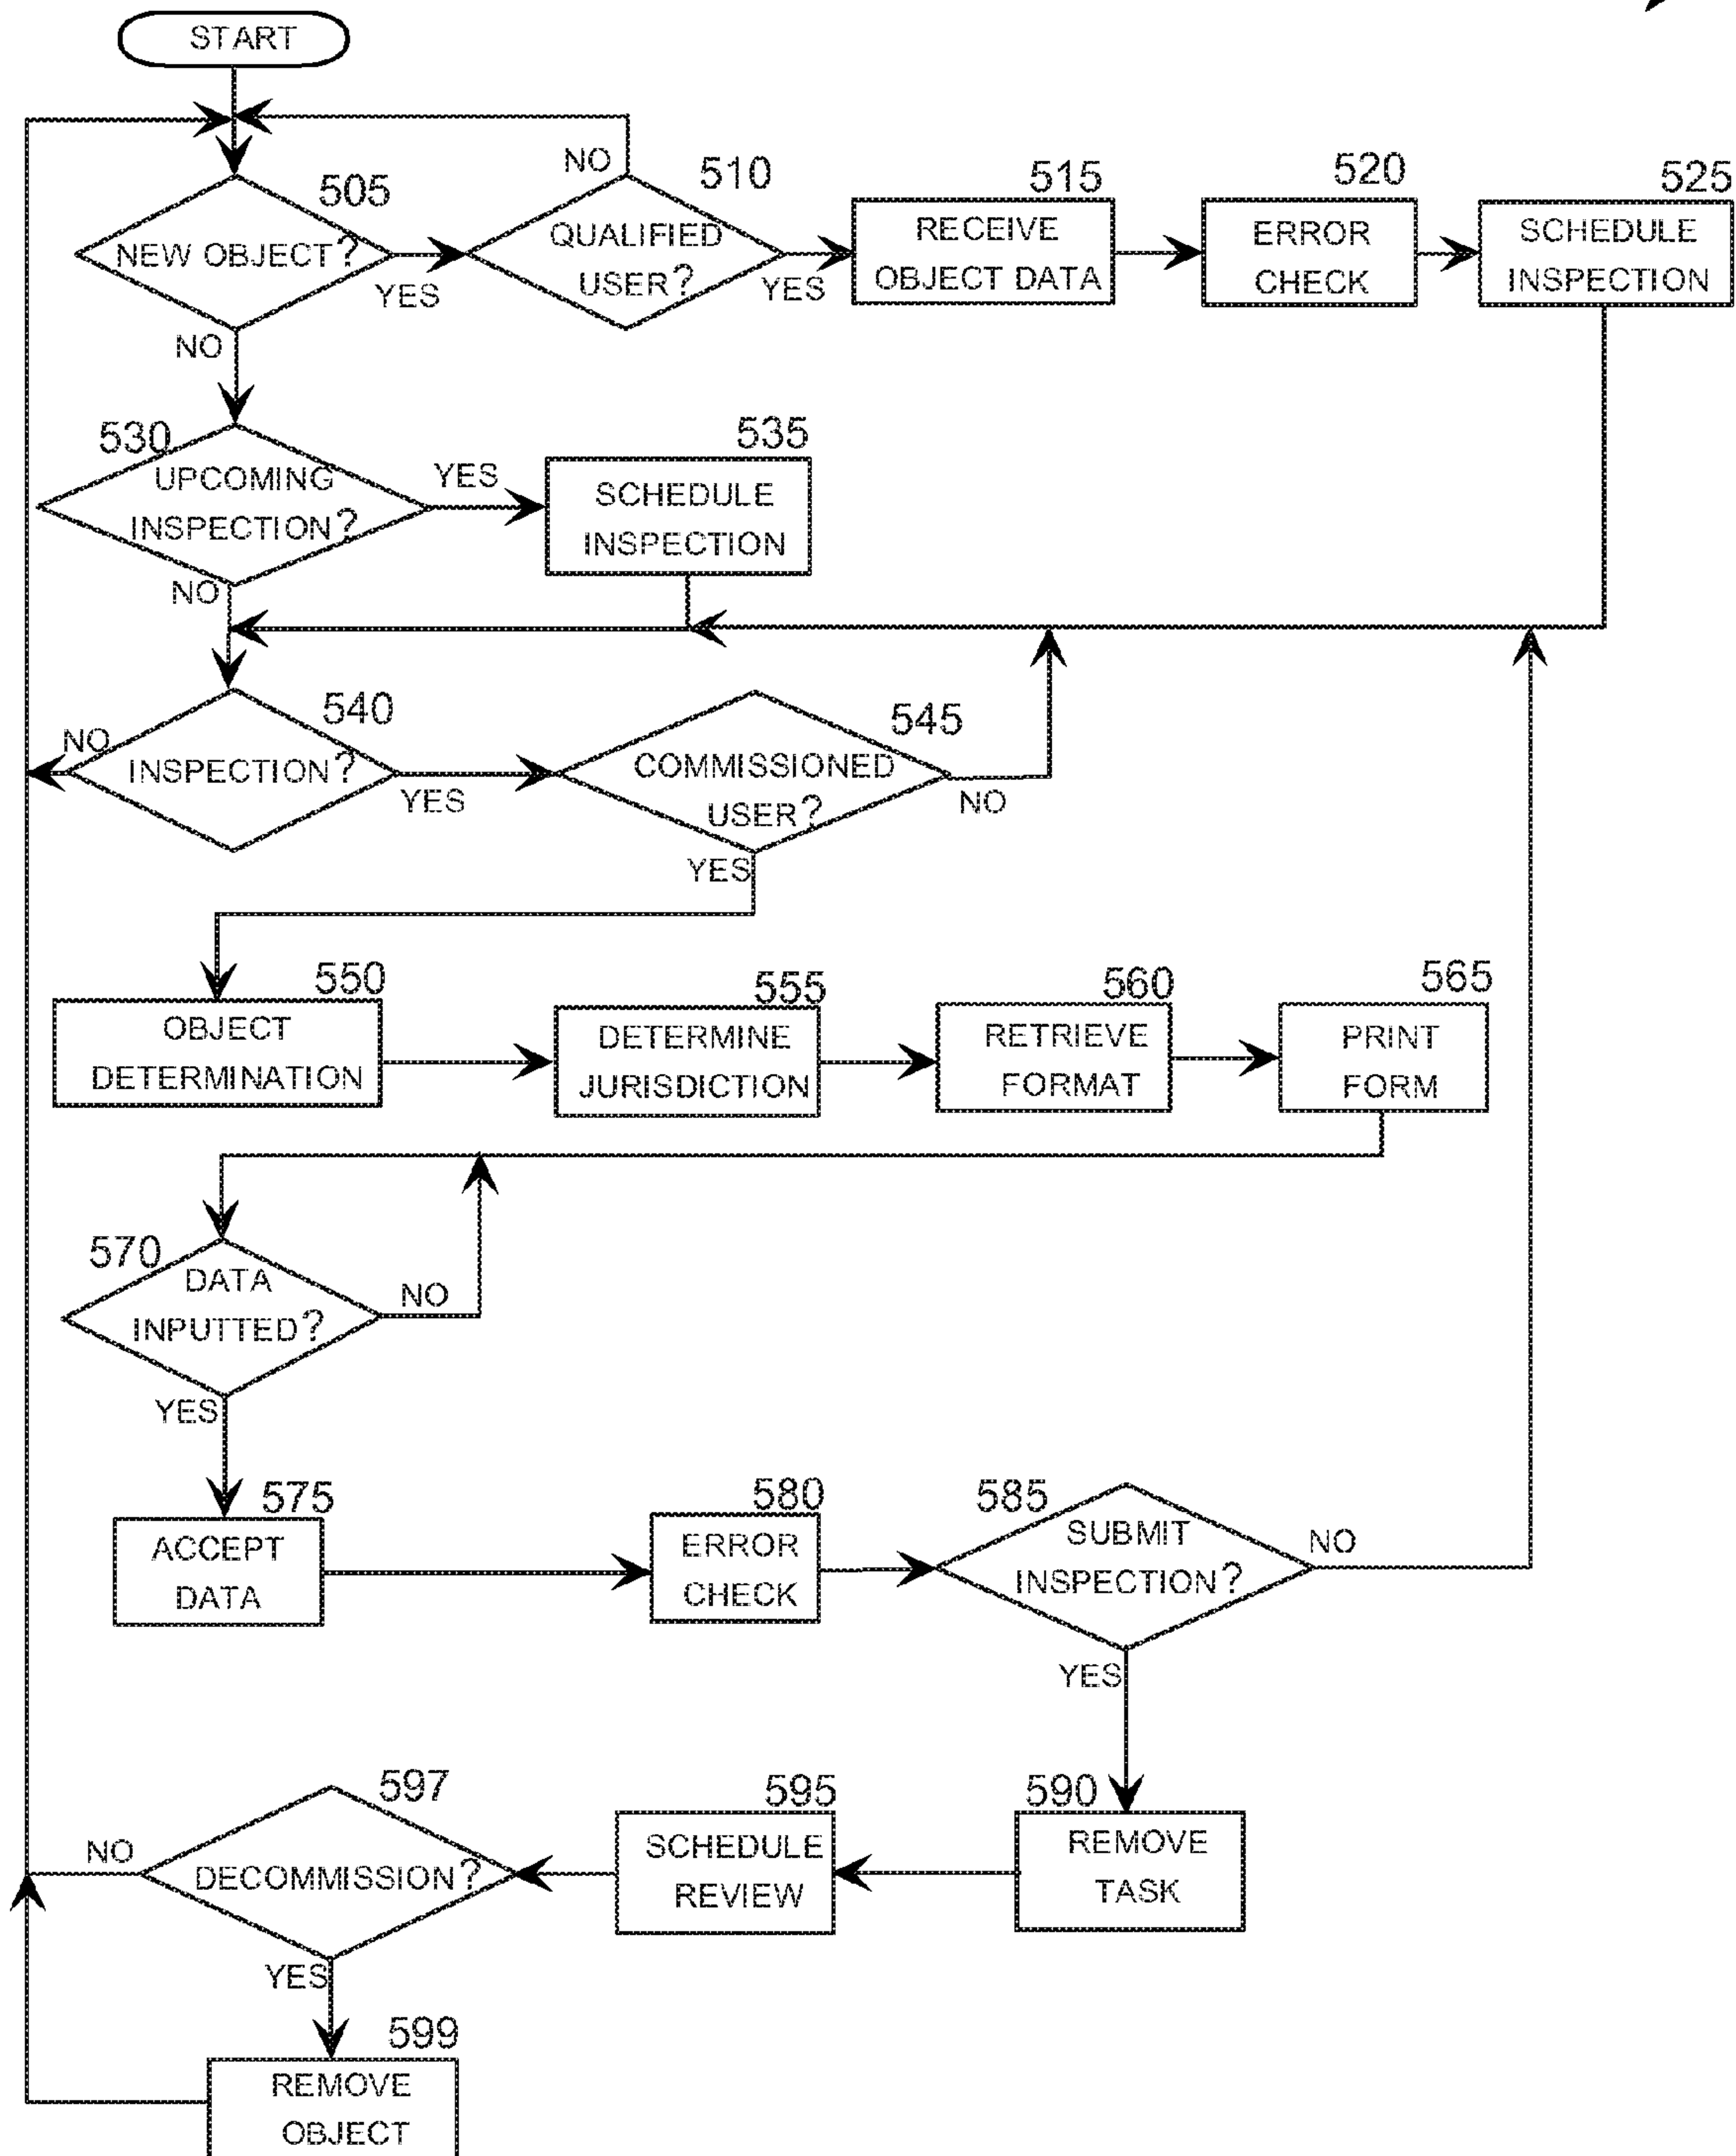 START
NO
505
510
515
520
525
NEW OBJECT?
YES
QUALIFIED
USER?
YES
RECEIVE
OBJECT DATA
ERROR
CHECK
SCHEDULE
INSPECTION
NO
530
UPCOMING
INSPECTION?
YES
535
SCHEDULE
INSPECTION
NO
540
545
NO
INSPECTION?
YES
COMMISSIONED
USER?
NO
YES
550
555
560
565
OBJECT
DETERMINATION
DETERMINE
JURISDICTION
RETRIEVE
FORMAT
PRINT
FORM
570
DATA
INPUTTED?
NO
YES
575
580
585
ACCEPT
DATA
ERROR
CHECK
SUBMIT
INSPECTION?
NO
YES
597
595
590
NO
DECOMMISSION?
SCHEDULE
REVIEW
REMOVE
TASK
YES
599
REMOVE
OBJECT